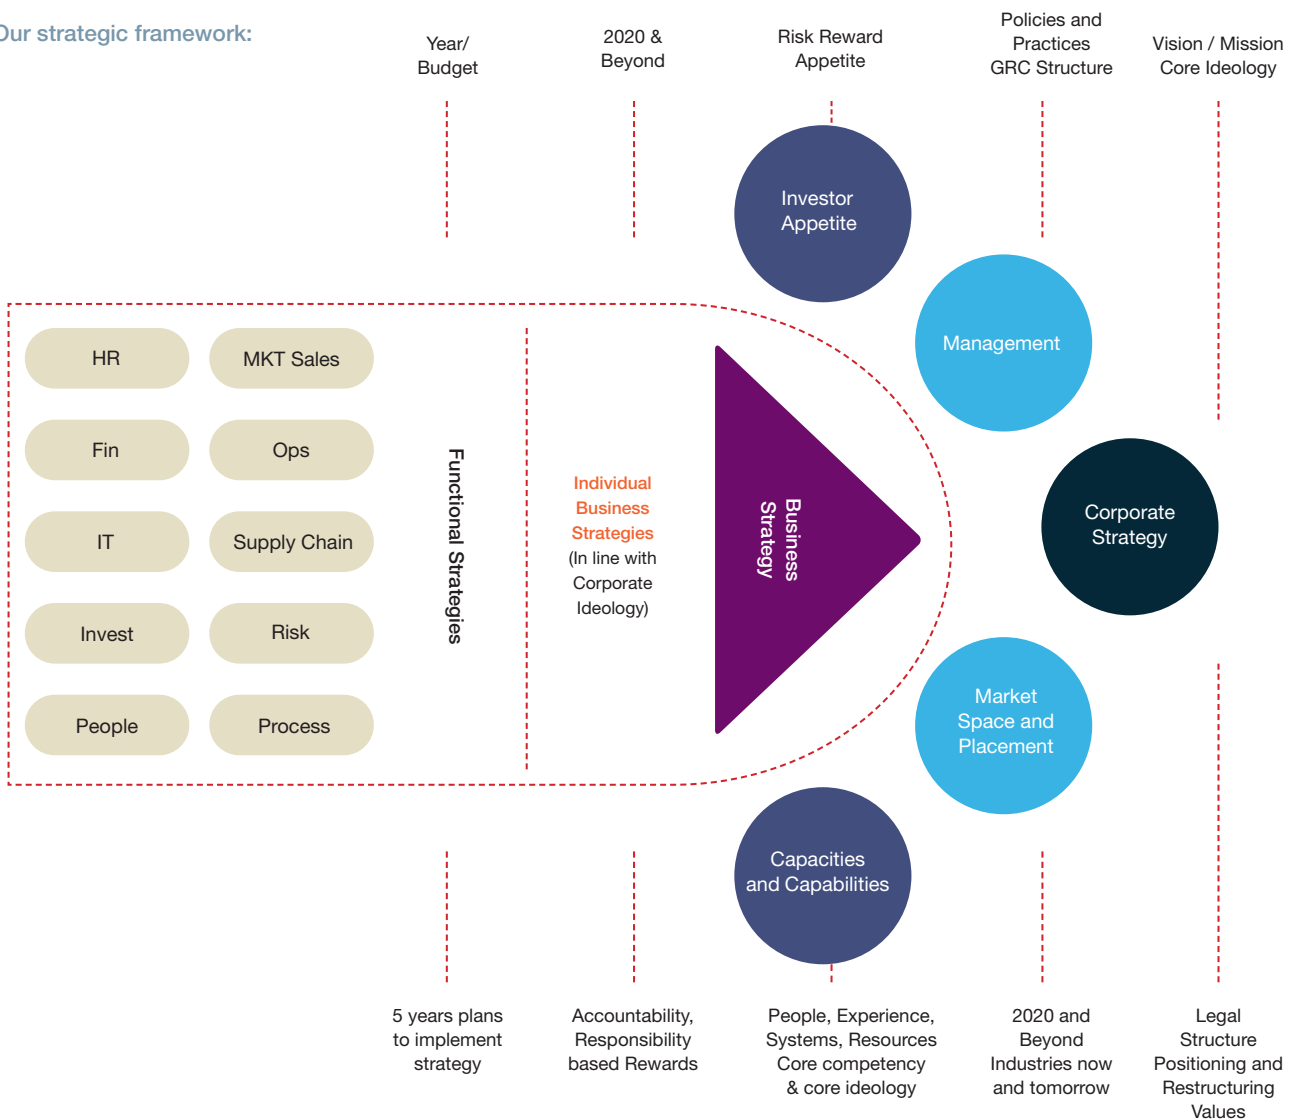 Our strategic framework:
Year/
Budget
2020 &
Beyond
Risk Reward
Appetite
Policies and
Practices
GRC Structure
Vision / Mission
Core Ideology
Investor
Appetite
Management
Corporate
Strategy
Market
Space and
Placement
Capacities
and Capabilities
HR
MKT Sales
Fin
Ops
IT
Supply Chain
Invest
Risk
People
Process
Functional Strategies
Individual
Business
Strategies
(In line with
Corporate
Ideology)
Business
Strategy
5 years plans
to implement
strategy
Accountability,
Responsibility
based Rewards
People, Experience,
Systems, Resources
Core competency
& core ideology
2020 and
Beyond
Industries now
and tomorrow
Legal
Structure
Positioning and
Restructuring
Values